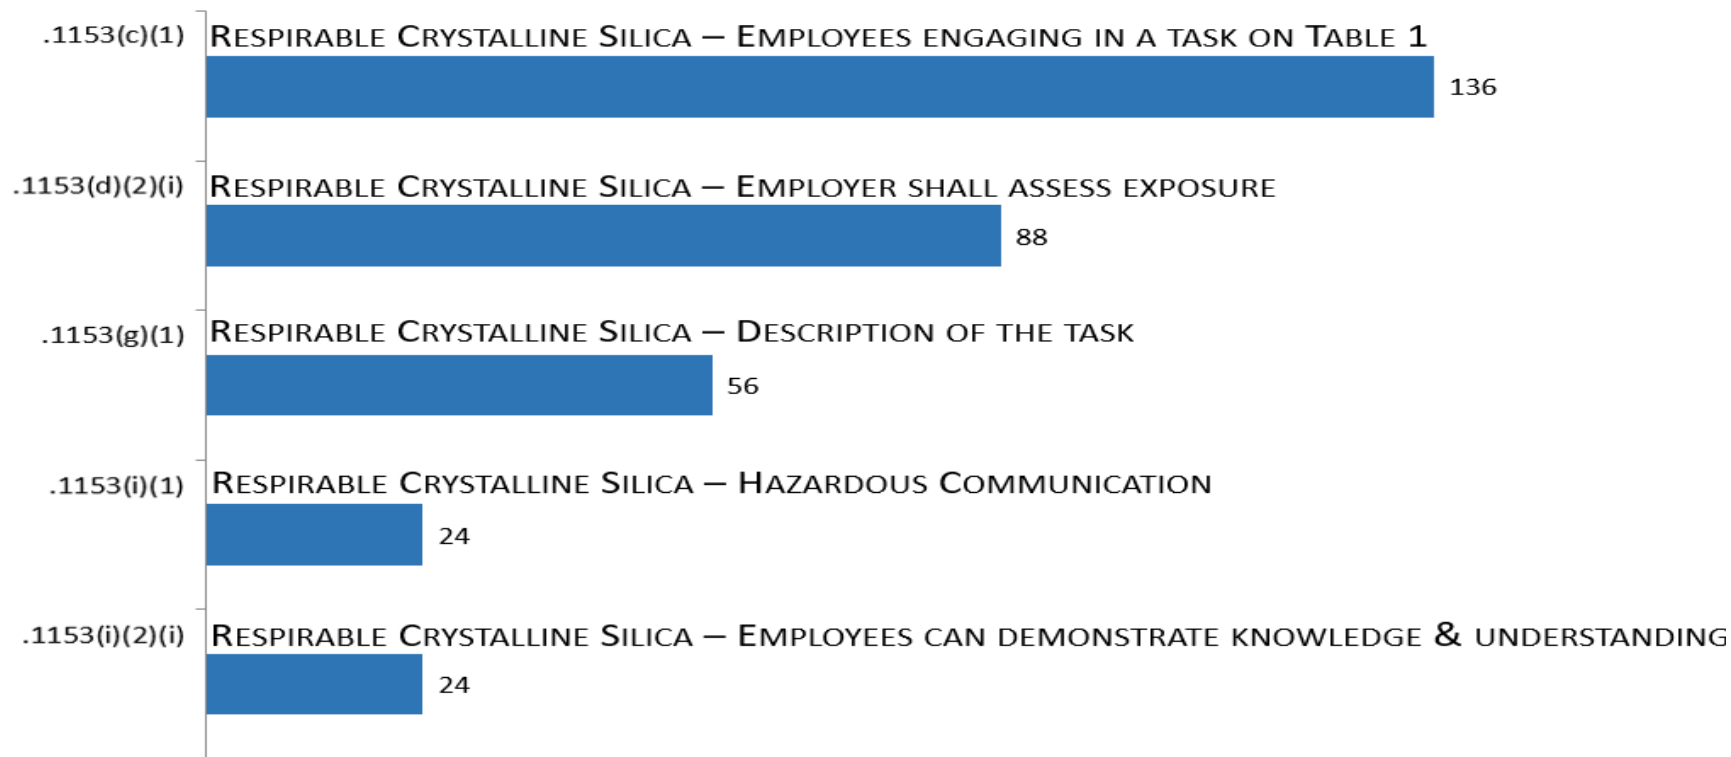 .1153(c)(1) RESPIRABLE CRYSTALLINE SILICA – EMPLOYEES ENGAGING IN A TASK ON TABLE 1
136
.1153(d)(2)(i) RESPIRABLE CRYSTALLINE SILICA – EMPLOYER SHALL ASSESS EXPOSURE
88
.1153(g)(1) RESPIRABLE CRYSTALLINE SILICA – DESCRIPTION OF THE TASK
56
.1153(i)(1) RESPIRABLE CRYSTALLINE SILICA – HAZARDOUS COMMUNICATION
24
.1153(i)(2)(i) RESPIRABLE CRYSTALLINE SILICA – EMPLOYEES CAN DEMONSTRATE KNOWLEDGE & UNDERSTANDING
24